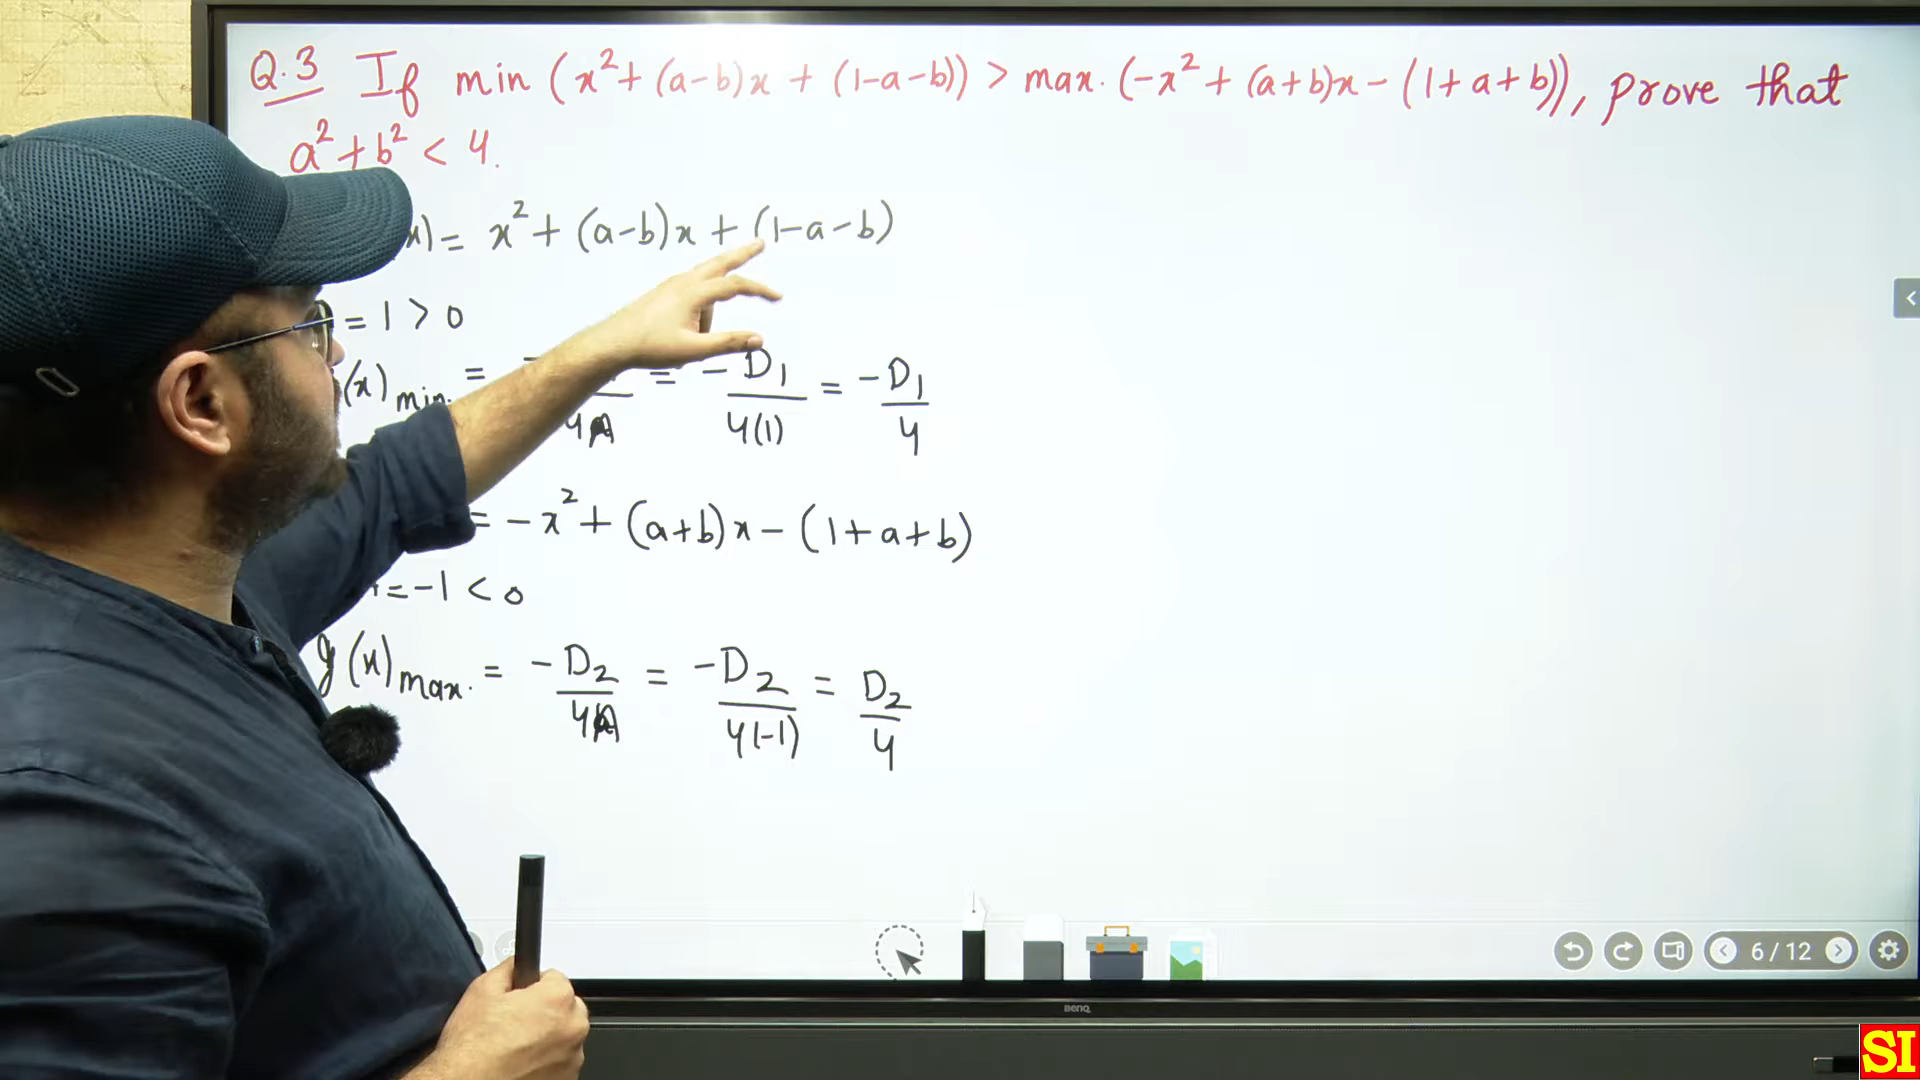 Q.3 If min (x² + (a-b)x + (1-a-b)) > max. (-x² + (a+b)x - (1+a+b)), prove that
a² + b² < 4.
x) = x² + (a-b)x + (1-a-b)
= 1 > 0
(x) min. = 4A = -D₁/4(1) = -D₁/4
= -x² + (a+b)x - (1+a+b)
= -1 < 0
g(x) max. = -D₂/4A = -D₂/4(-1) = D₂/4
6 / 12
BenQ
SI